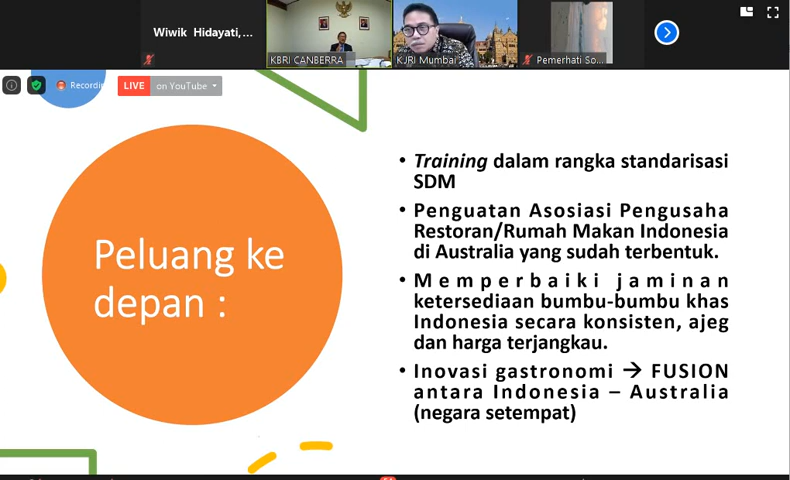 Wiwik Hidayati,...
KBRI CANBERRA
KJRI Mumbai
Pemerhati So...
Recordin
LIVE on YouTube
Peluang ke
depan :
• Training dalam rangka standarisasi
SDM
• Penguatan Asosiasi Pengusaha
Restoran/Rumah Makan Indonesia
di Australia yang sudah terbentuk.
• Memperbaiki jaminan
ketersediaan bumbu-bumbu khas
Indonesia secara konsisten, ajeg
dan harga terjangkau.
• Inovasi gastronomi → FUSION
antara Indonesia – Australia
(negara setempat)